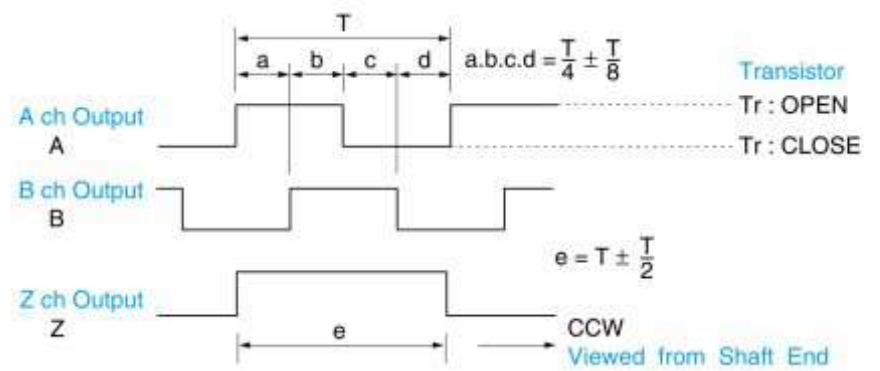 T
a b c d a.b.c.d = T/4 ± T/8
Transistor
A ch Output
A
Tr : OPEN
Tr : CLOSE
B ch Output
B
e = T ± T/2
Z ch Output
Z
e
CCW
Viewed from Shaft End